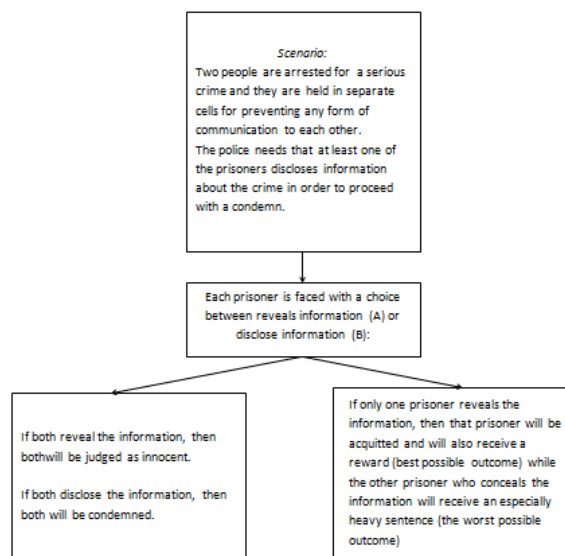 Scenario:
Two people are arrested for a serious
crime and they are held in separate
cells for preventing any form of
communication to each other.
The police needs that at least one of
the prisoners discloses information
about the crime in order to proceed
with a condemn.
Each prisoner is faced with a choice
between reveals information (A) or
disclose information (B):
If both reveal the information, then
bothwill be judged as innocent.
If both disclose the information, then
both will be condemned.
If only one prisoner reveals the
information, then that prisoner will be
acquitted and will also receive a
reward (best possible outcome) while
the other prisoner who conceals the
information will receive an especially
heavy sentence (the worst possible
outcome)